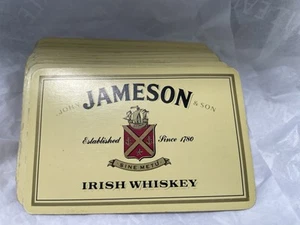 JAMESON
JOHN & SON
Established Since 1780
SINE METU
IRISH WHISKEY